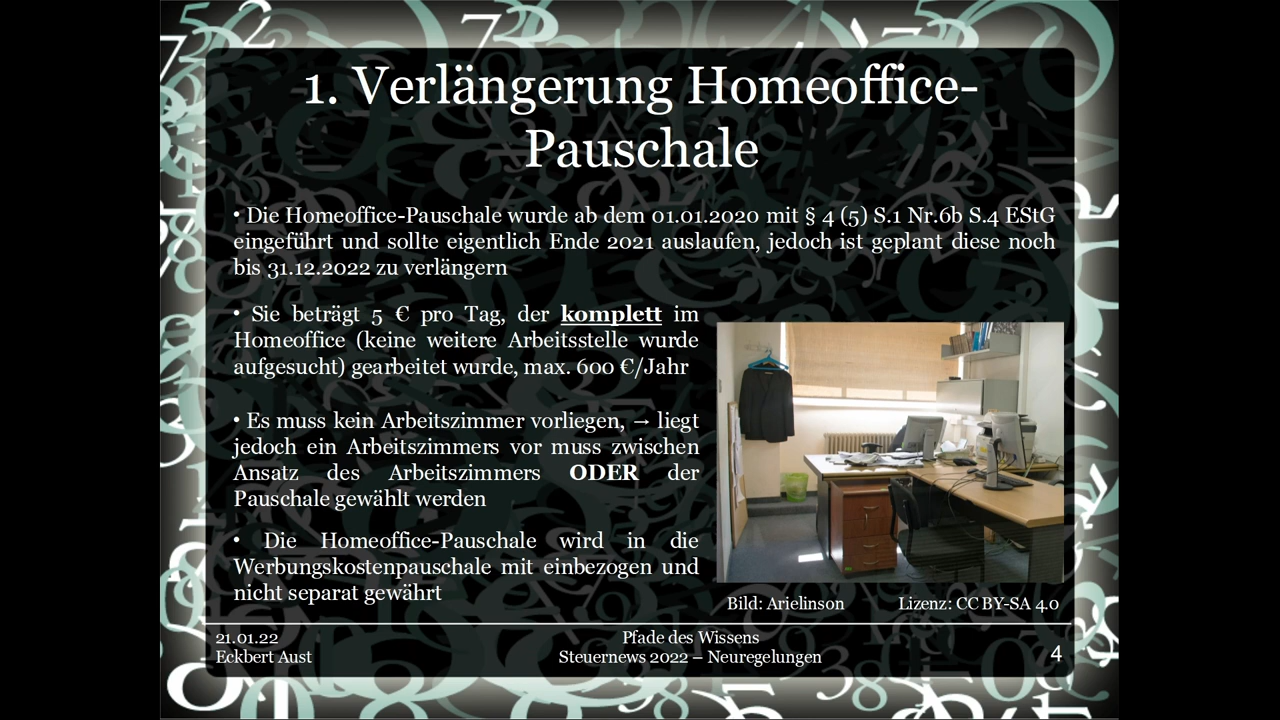 1. Verlängerung Homeoffice-
Pauschale
• Die Homeoffice-Pauschale wurde ab dem 01.01.2020 mit § 4 (5) S.1 Nr.6b S.4 EStG
eingeführt und sollte eigentlich Ende 2021 auslaufen, jedoch ist geplant diese noch
bis 31.12.2022 zu verlängern
• Sie beträgt 5 € pro Tag, der komplett im
Homeoffice (keine weitere Arbeitsstelle wurde
aufgesucht) gearbeitet wurde, max. 600 €/Jahr
• Es muss kein Arbeitszimmer vorliegen, → liegt
jedoch ein Arbeitszimmers vor muss zwischen
Ansatz des Arbeitszimmers ODER der
Pauschale gewählt werden
• Die Homeoffice-Pauschale wird in die
Werbungskostenpauschale mit einbezogen und
nicht separat gewährt
Bild: Arielinson Lizenz: CC BY-SA 4.0
21.01.22
Eckbert Aust
Pfade des Wissens
Steuernews 2022 – Neuregelungen
4